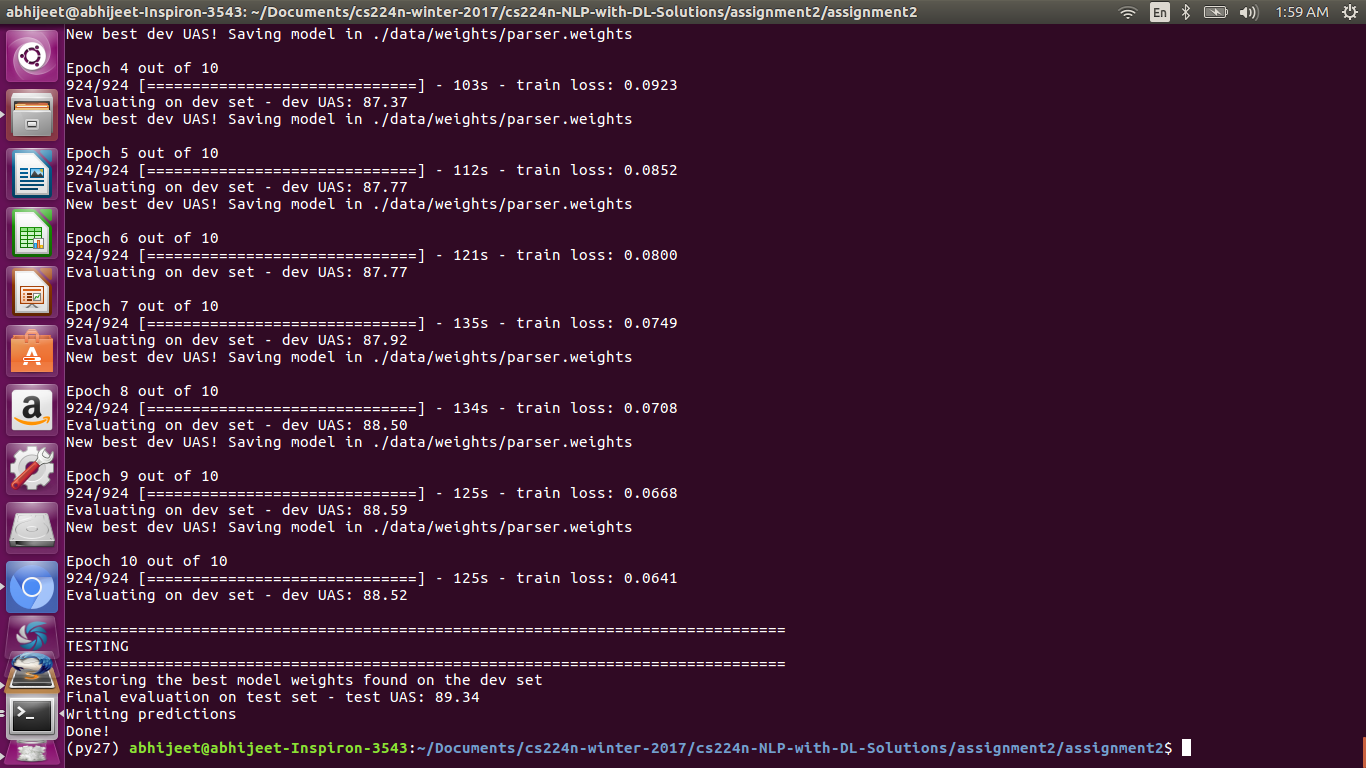 abhijeet@abhijeet-Inspiron-3543: ~/Documents/cs224n-winter-2017/cs224n-NLP-with-DL-Solutions/assignment2/assignment2 En 1:59 AM
New best dev UAS! Saving model in ./data/weights/parser.weights
Epoch 4 out of 10
924/924 [==============================] - 103s - train loss: 0.0923
Evaluating on dev set - dev UAS: 87.37
New best dev UAS! Saving model in ./data/weights/parser.weights
Epoch 5 out of 10
924/924 [==============================] - 112s - train loss: 0.0852
Evaluating on dev set - dev UAS: 87.77
New best dev UAS! Saving model in ./data/weights/parser.weights
Epoch 6 out of 10
924/924 [==============================] - 121s - train loss: 0.0800
Evaluating on dev set - dev UAS: 87.77
Epoch 7 out of 10
924/924 [==============================] - 135s - train loss: 0.0749
Evaluating on dev set - dev UAS: 87.92
New best dev UAS! Saving model in ./data/weights/parser.weights
Epoch 8 out of 10
924/924 [==============================] - 134s - train loss: 0.0708
Evaluating on dev set - dev UAS: 88.50
New best dev UAS! Saving model in ./data/weights/parser.weights
Epoch 9 out of 10
924/924 [==============================] - 125s - train loss: 0.0668
Evaluating on dev set - dev UAS: 88.59
New best dev UAS! Saving model in ./data/weights/parser.weights
Epoch 10 out of 10
924/924 [==============================] - 125s - train loss: 0.0641
Evaluating on dev set - dev UAS: 88.52
================================================================================
TESTING
================================================================================
Restoring the best model weights found on the dev set
Final evaluation on test set - test UAS: 89.34
Writing predictions
Done!
(py27) abhijeet@abhijeet-Inspiron-3543:~/Documents/cs224n-winter-2017/cs224n-NLP-with-DL-Solutions/assignment2/assignment2$